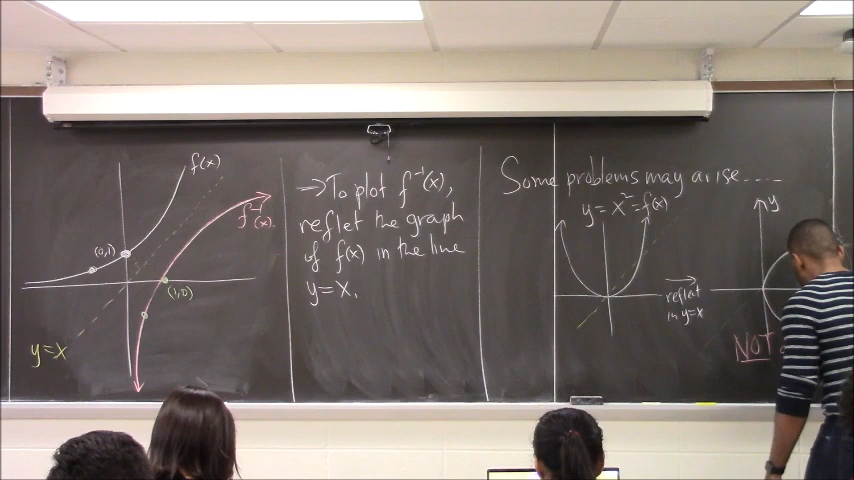 f(x)
(0,1)
f⁻¹(x).
(1,0)
y=x
⇒To plot f⁻¹(x),
reflet the graph
of f(x) in the line
y=x.
Some problems may arise....
y = x² = f(x)
→
reflect
in y=x
y
NOT